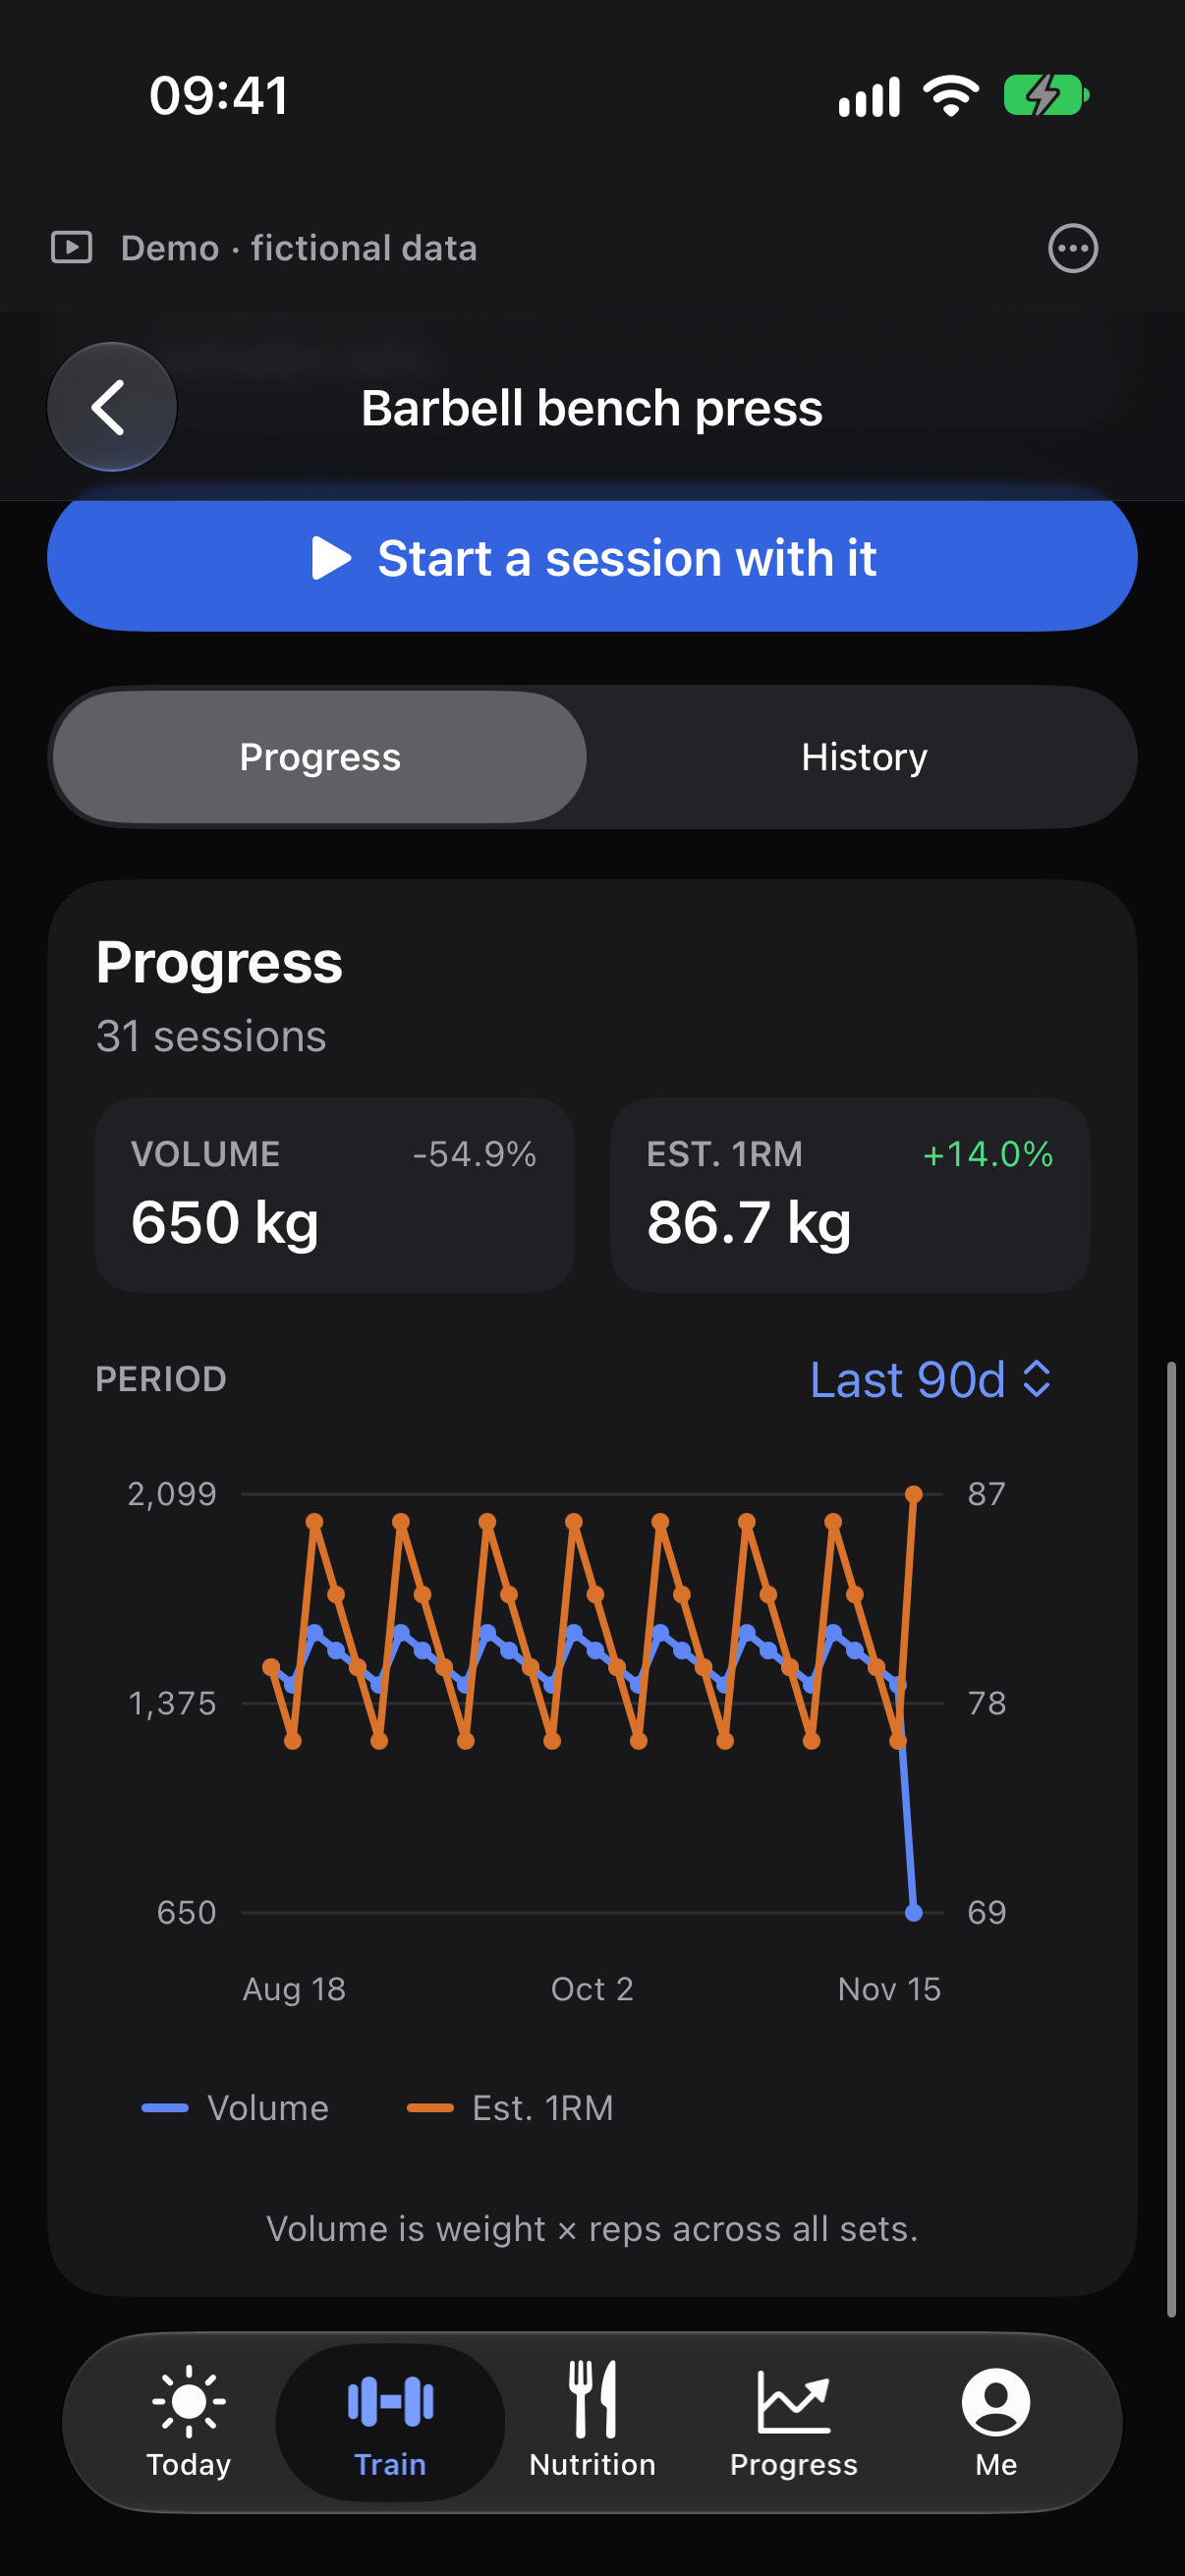 09:41
Demo · fictional data
Barbell bench press
Start a session with it
Progress
History
Progress
31 sessions
VOLUME -54.9%
650 kg
EST. 1RM +14.0%
86.7 kg
PERIOD
Last 90d
2,099 87
1,375 78
650 69
Aug 18 Oct 2 Nov 15
Volume Est. 1RM
Volume is weight × reps across all sets.
Today Train Nutrition Progress Me